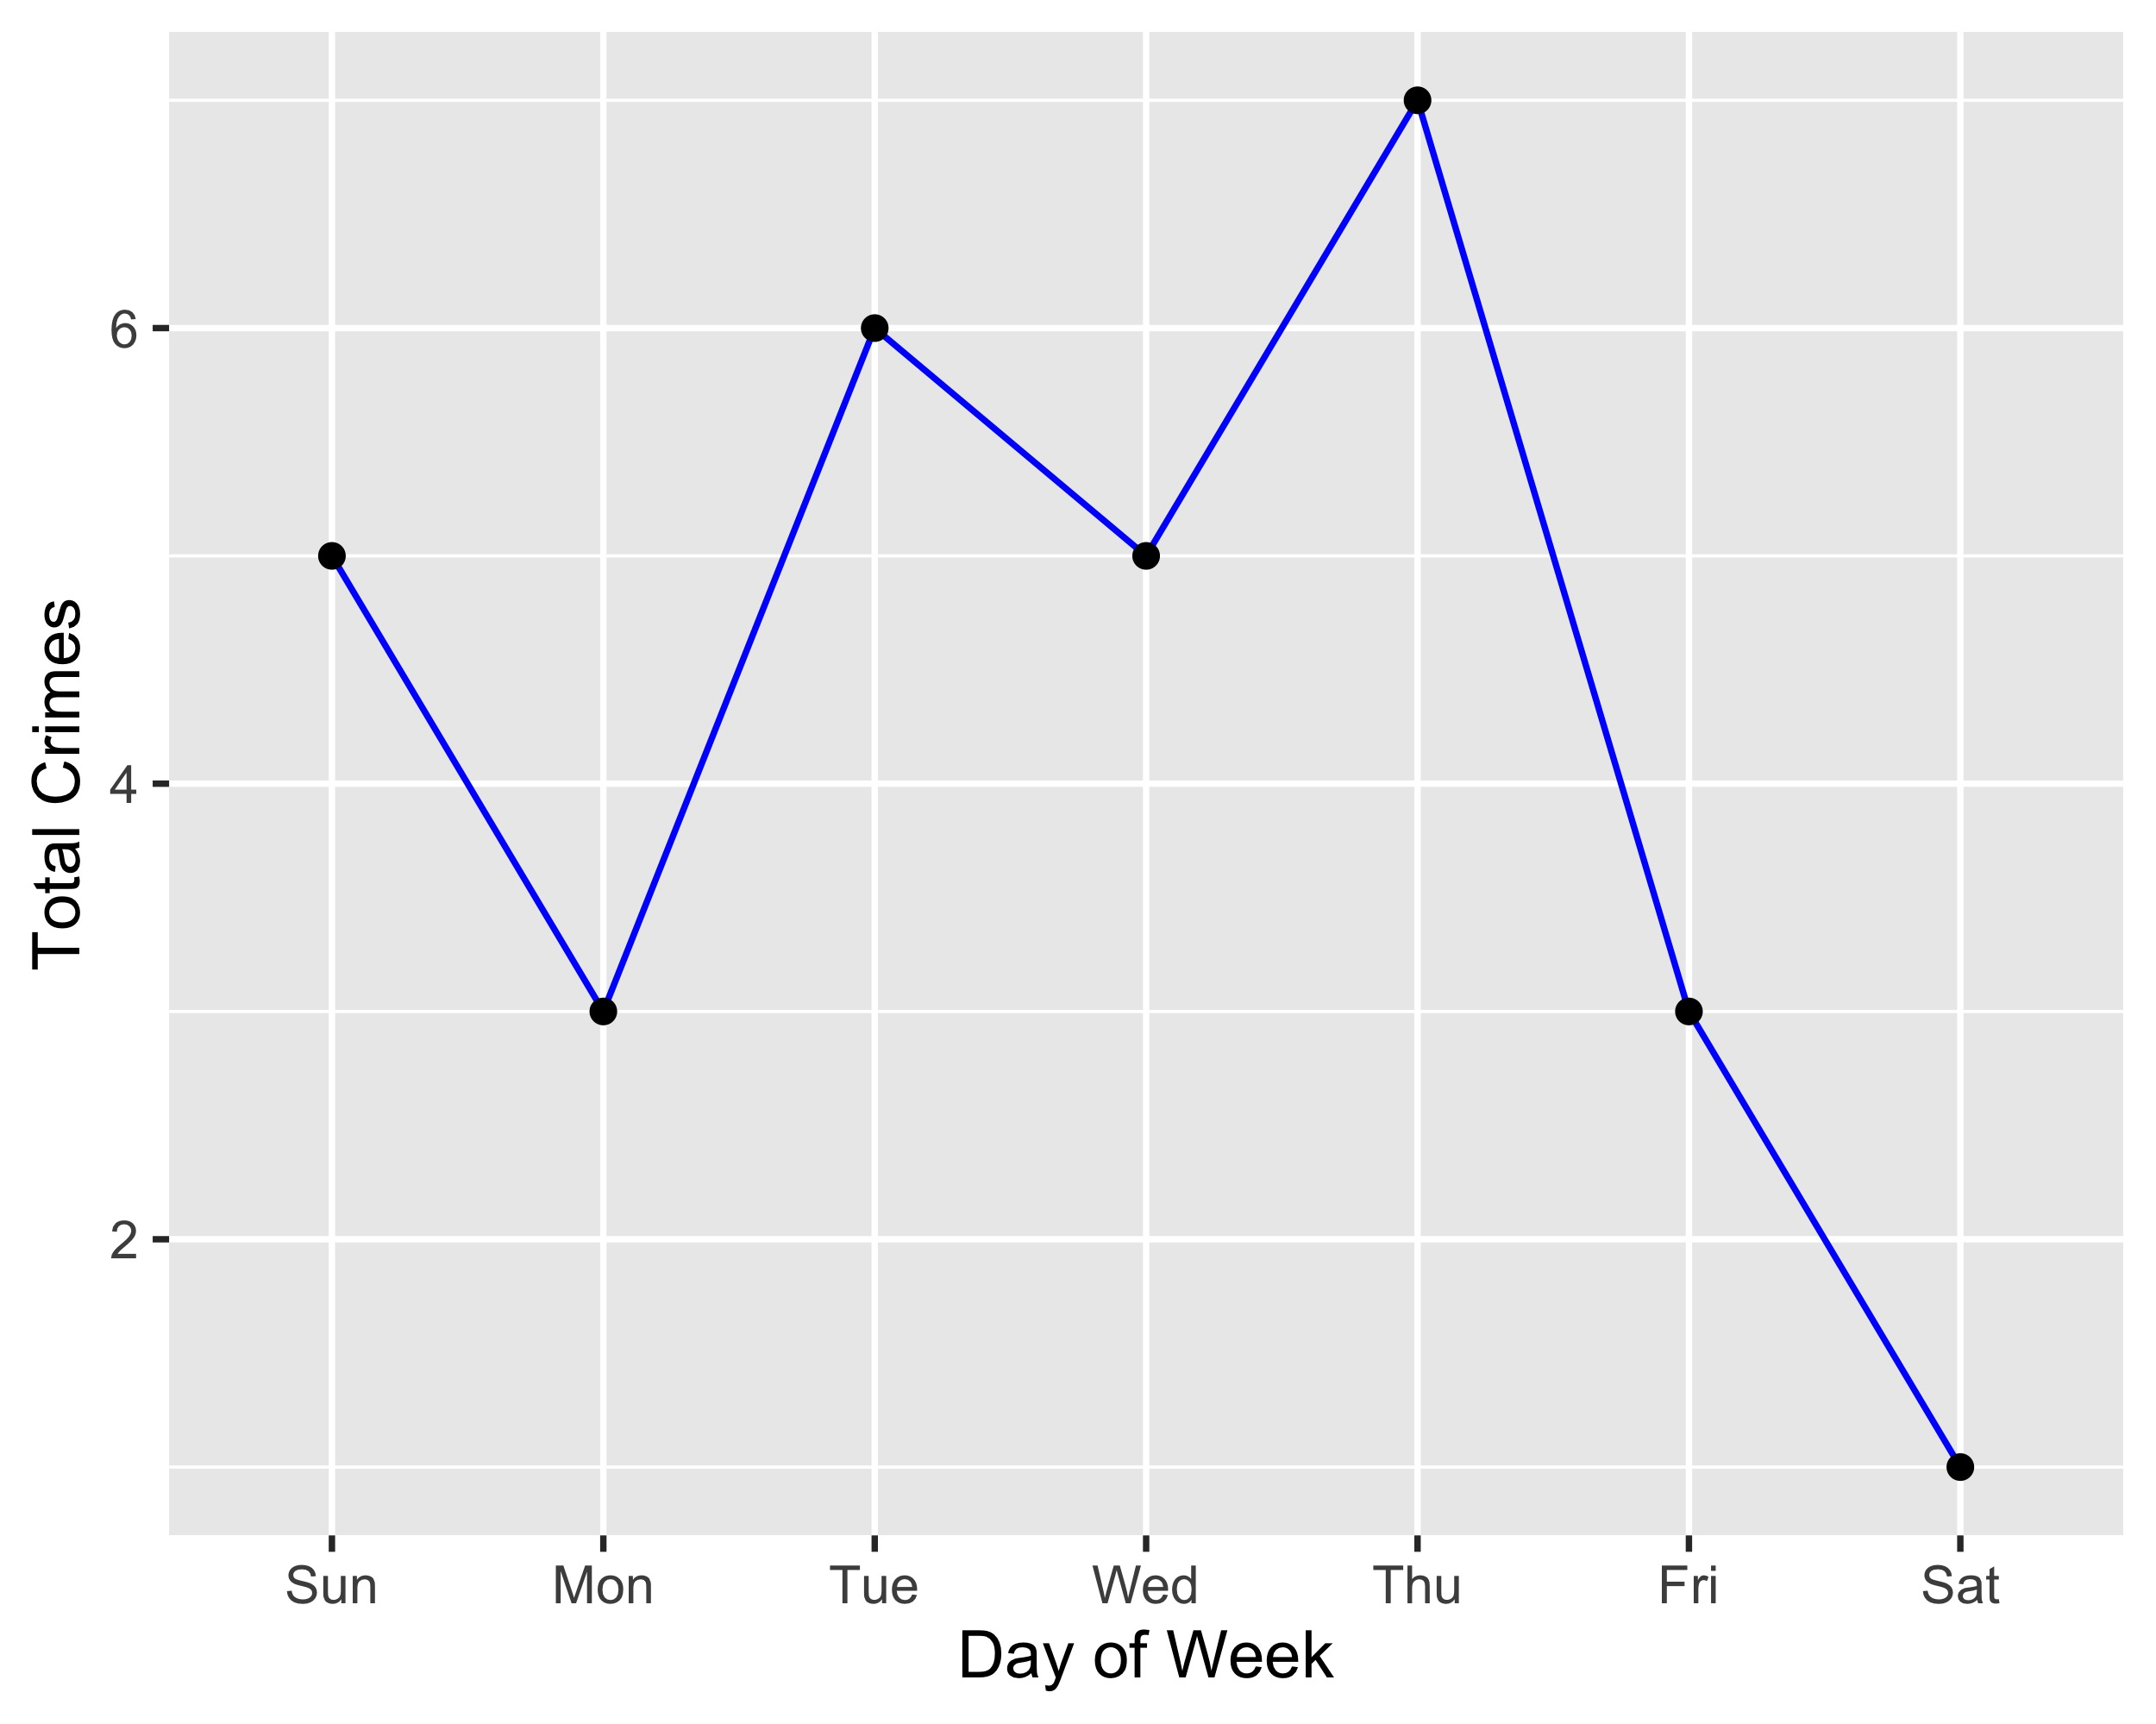 Total Crimes
6
4
2
Sun Mon Tue Wed Thu Fri Sat
Day of Week